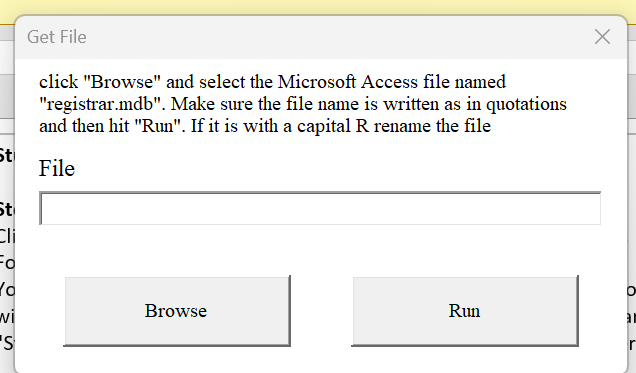 Get File
click "Browse" and select the Microsoft Access file named
"registrar.mdb". Make sure the file name is written as in quotations
and then hit "Run". If it is with a capital R rename the file
File
Browse
Run